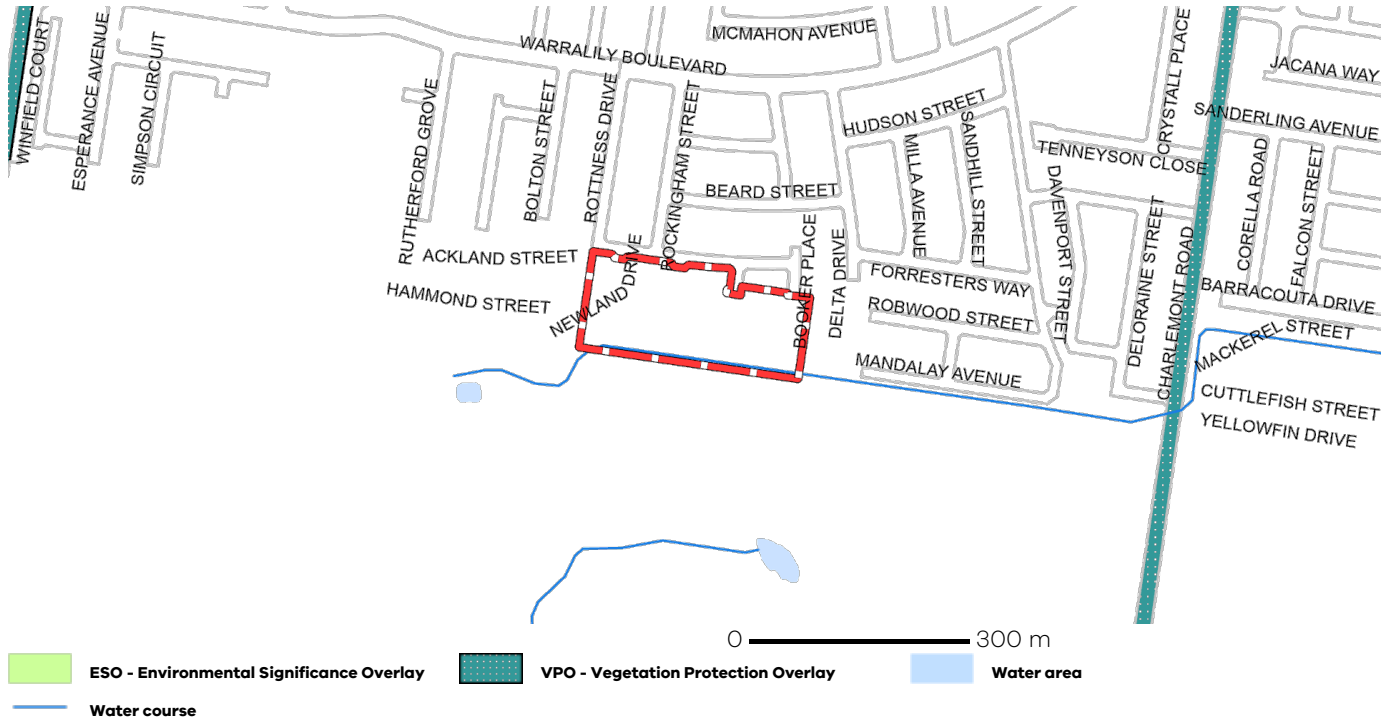 MCMAHON AVENUE
WARRALILY BOULEVARD
WINFIELD COURT
ESPERANCE AVENUE
SIMPSON CIRCUIT
RUTHERFORD GROVE
BOLTON STREET
ROTTNESS DRIVE
ROCKINGHAM STREET
HUDSON STREET
MILLA AVENUE
SANDHILL STREET
CRYSTALL PLACE
JACANA WAY
SANDERLING AVENUE
TENNEYSON CLOSE
CORELLA ROAD
FALCON STREET
BEARD STREET
DAVENPORT STREET
DELORAINE STREET
CHARLEMONT ROAD
ACKLAND STREET
HAMMOND STREET
NEWLAND DRIVE
BOOKER PLACE
DELTA DRIVE
FORRESTERS WAY
ROBWOOD STREET
MANDALAY AVENUE
BARRACOUTA DRIVE
MACKEREL STREET
CUTTLEFISH STREET
YELLOWFIN DRIVE
0 300 m
ESO - Environmental Significance Overlay
VPO - Vegetation Protection Overlay
Water area
Water course